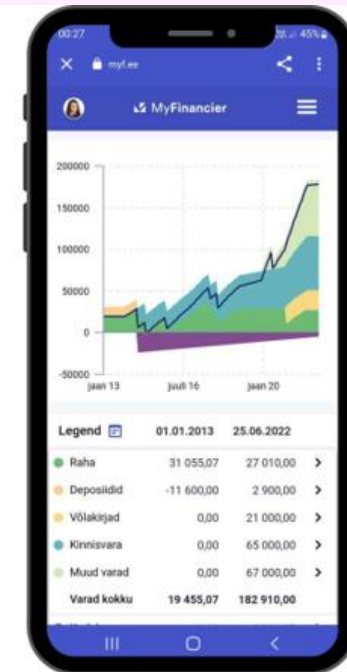 00:27
45%
myf.ee
MyFinancier
200000
150000
100000
50000
0
-50000
jaan 13 juuli 16 jaan 20
Legend 01.01.2013 25.06.2022
Raha 31 055,07 27 010,00
Deposiidid -11 600,00 2 900,00
Võlakirjad 0,00 21 000,00
Kinnisvara 0,00 65 000,00
Muud varad 0,00 67 000,00
Varad kokku 19 455,07 182 910,00